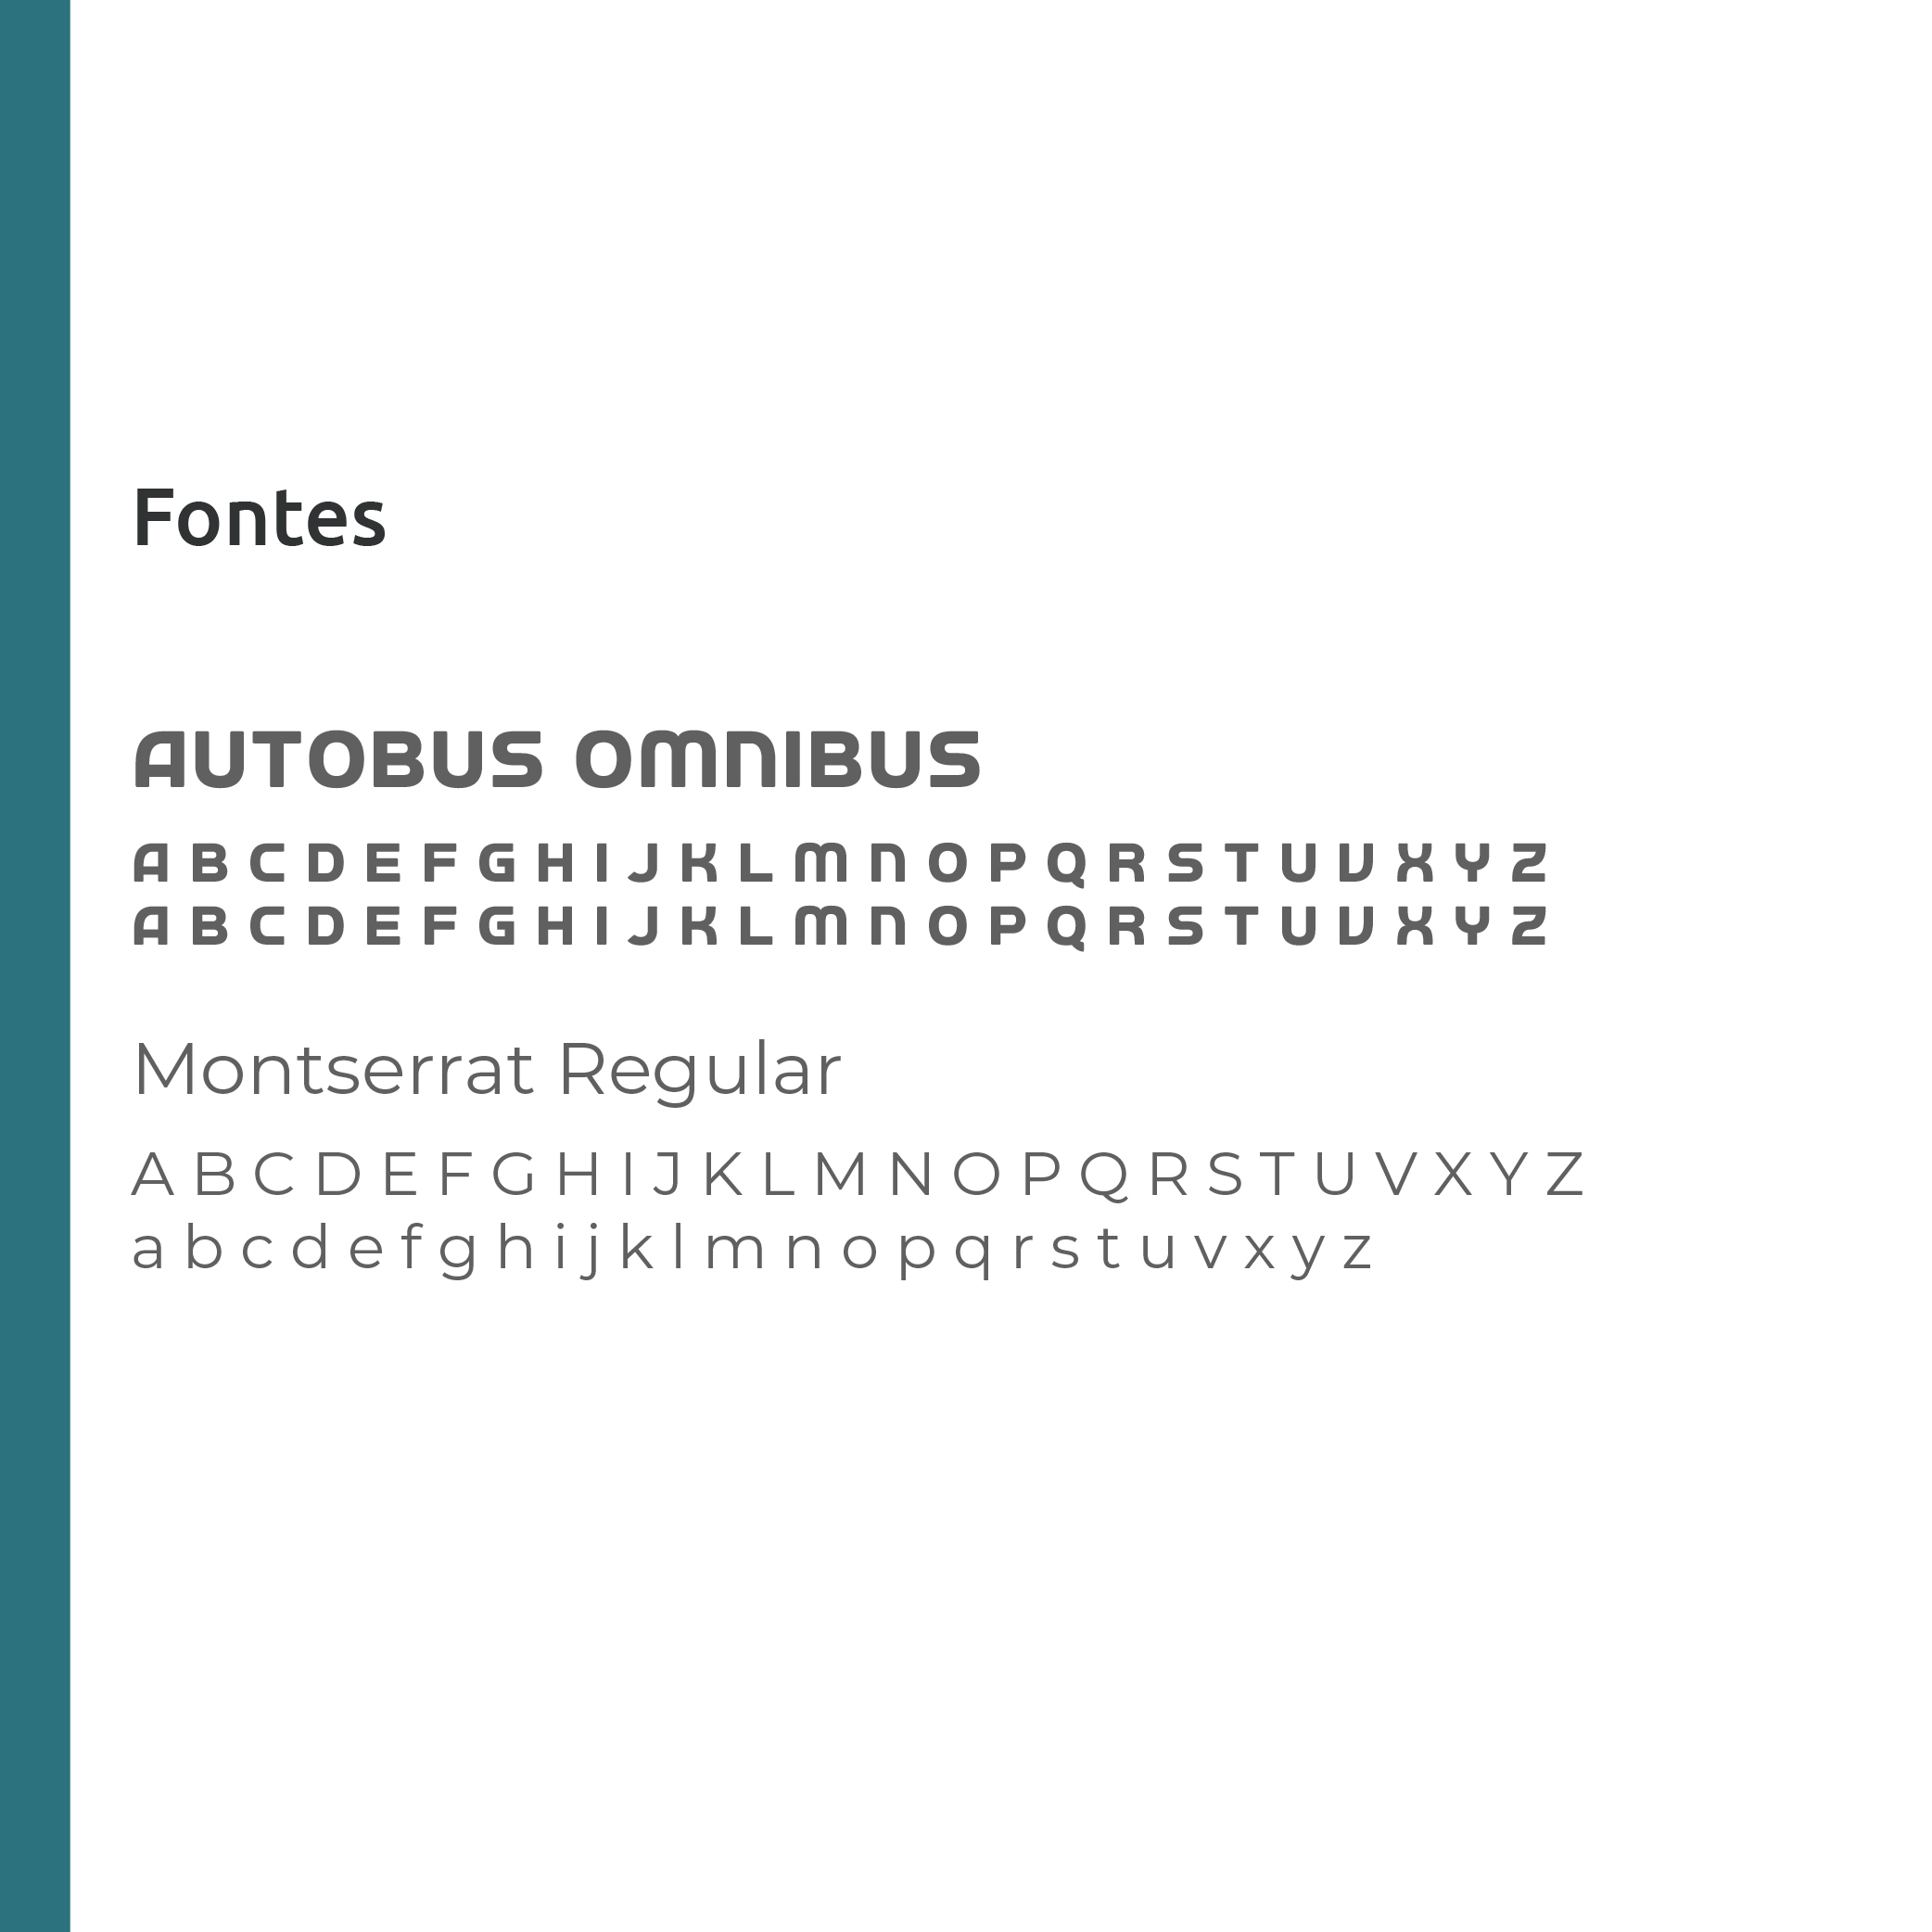 Fontes
AUTOBUS OMNIBUS
A B C D E F G H I J K L M N O P Q R S T U V X Y Z
A B C D E F G H I J K L M N O P Q R S T U V X Y Z
Montserrat Regular
A B C D E F G H I J K L M N O P Q R S T U V X Y Z
a b c d e f g h i j k l m n o p q r s t u v x y z